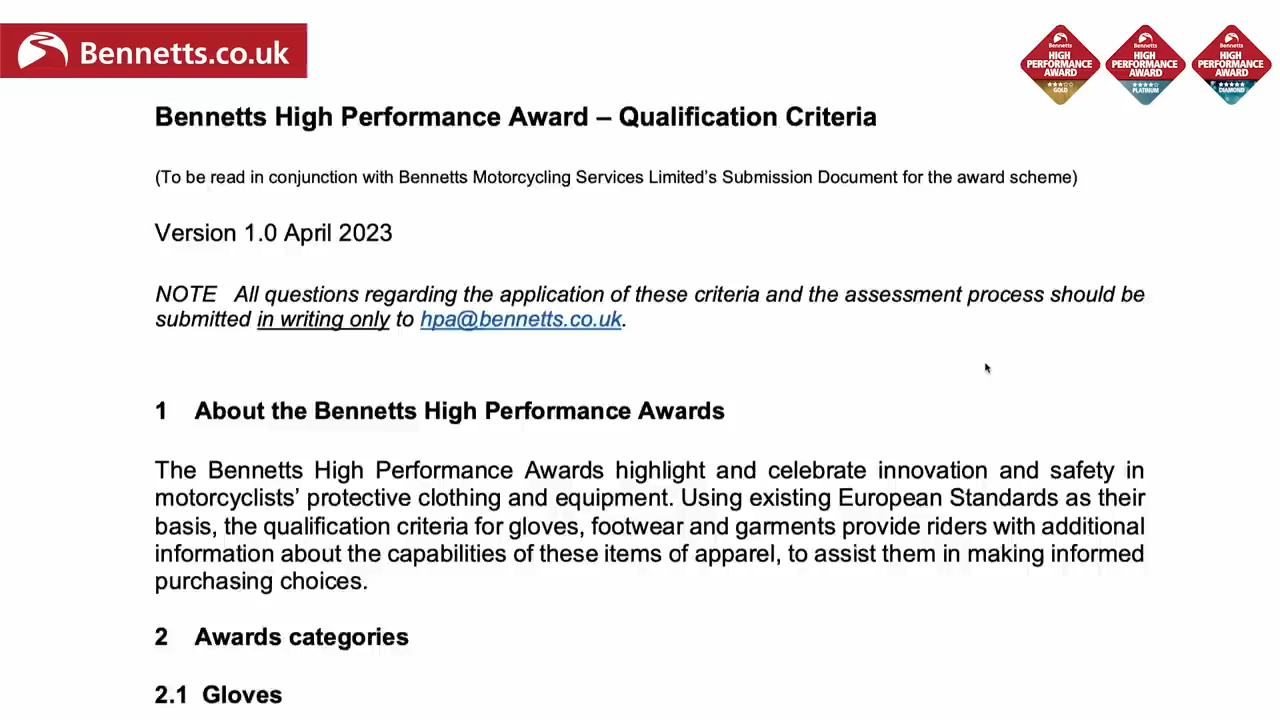 Bennetts.co.uk
Bennetts HIGH PERFORMANCE AWARD GOLD
Bennetts HIGH PERFORMANCE AWARD PLATINUM
Bennetts HIGH PERFORMANCE AWARD DIAMOND
Bennetts High Performance Award – Qualification Criteria
(To be read in conjunction with Bennetts Motorcycling Services Limited’s Submission Document for the award scheme)
Version 1.0 April 2023
NOTE All questions regarding the application of these criteria and the assessment process should be
submitted in writing only to hpa@bennetts.co.uk.
1 About the Bennetts High Performance Awards
The Bennetts High Performance Awards highlight and celebrate innovation and safety in
motorcyclists’ protective clothing and equipment. Using existing European Standards as their
basis, the qualification criteria for gloves, footwear and garments provide riders with additional
information about the capabilities of these items of apparel, to assist them in making informed
purchasing choices.
2 Awards categories
2.1 Gloves